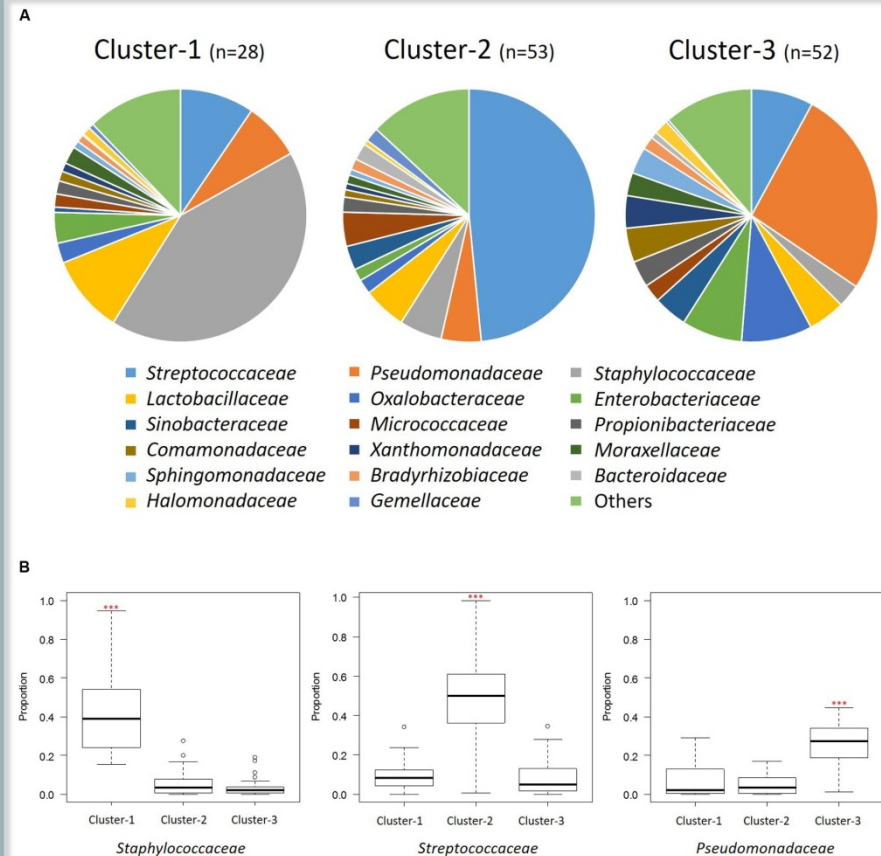 A
Cluster-1 (n=28) Cluster-2 (n=53) Cluster-3 (n=52)
Streptococcaceae Pseudomonadaceae Staphylococcaceae
Lactobacillaceae Oxalobacteraceae Enterobacteriaceae
Sinobacteraceae Micrococcaceae Propionibacteriaceae
Comamonadaceae Xanthomonadaceae Moraxellaceae
Sphingomonadaceae Bradyrhizobiaceae Bacteroidaceae
Halomonadaceae Gemellaceae Others
B
*** *** ***
1.0 1.0 1.0
0.8 0.8 0.8
0.6 0.6 0.6
Proportion Proportion Proportion
0.4 0.4 0.4
0.2 0.2 0.2
0.0 0.0 0.0
Cluster-1 Cluster-2 Cluster-3 Cluster-1 Cluster-2 Cluster-3 Cluster-1 Cluster-2 Cluster-3
Staphylococcaceae Streptococcaceae Pseudomonadaceae